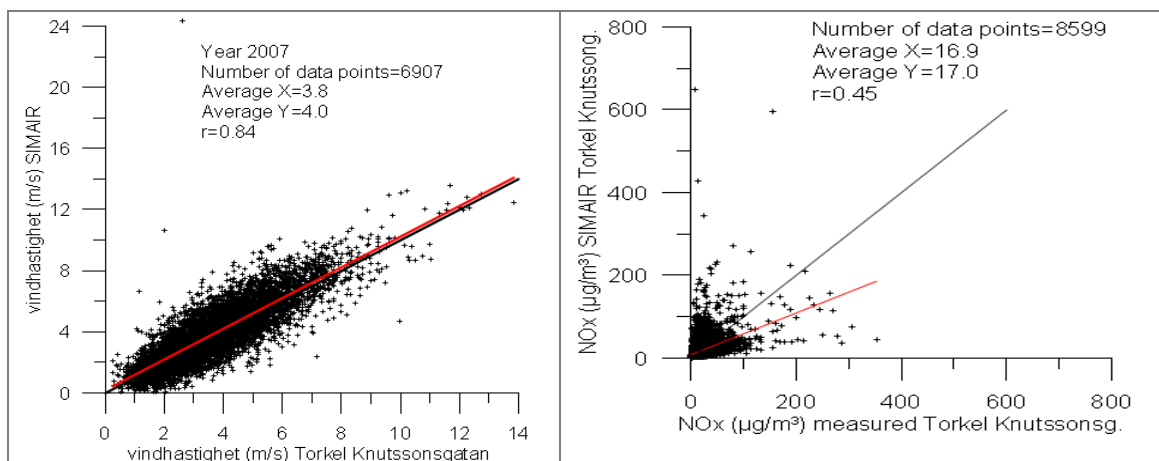 24
20
16
12
8
4
0
vindhastighet (m/s) SIMAIR
Year 2007
Number of data points=6907
Average X=3.8
Average Y=4.0
r=0.84
0 2 4 6 8 10 12 14
vindhastighet (m/s) Torkel Knutssonsgatan
800
600
400
200
0
NOx (µg/m³) SIMAIR Torkel Knutssong.
Number of data points=8599
Average X=16.9
Average Y=17.0
r=0.45
0 200 400 600 800
NOx (µg/m³) measured Torkel Knutssonsg.